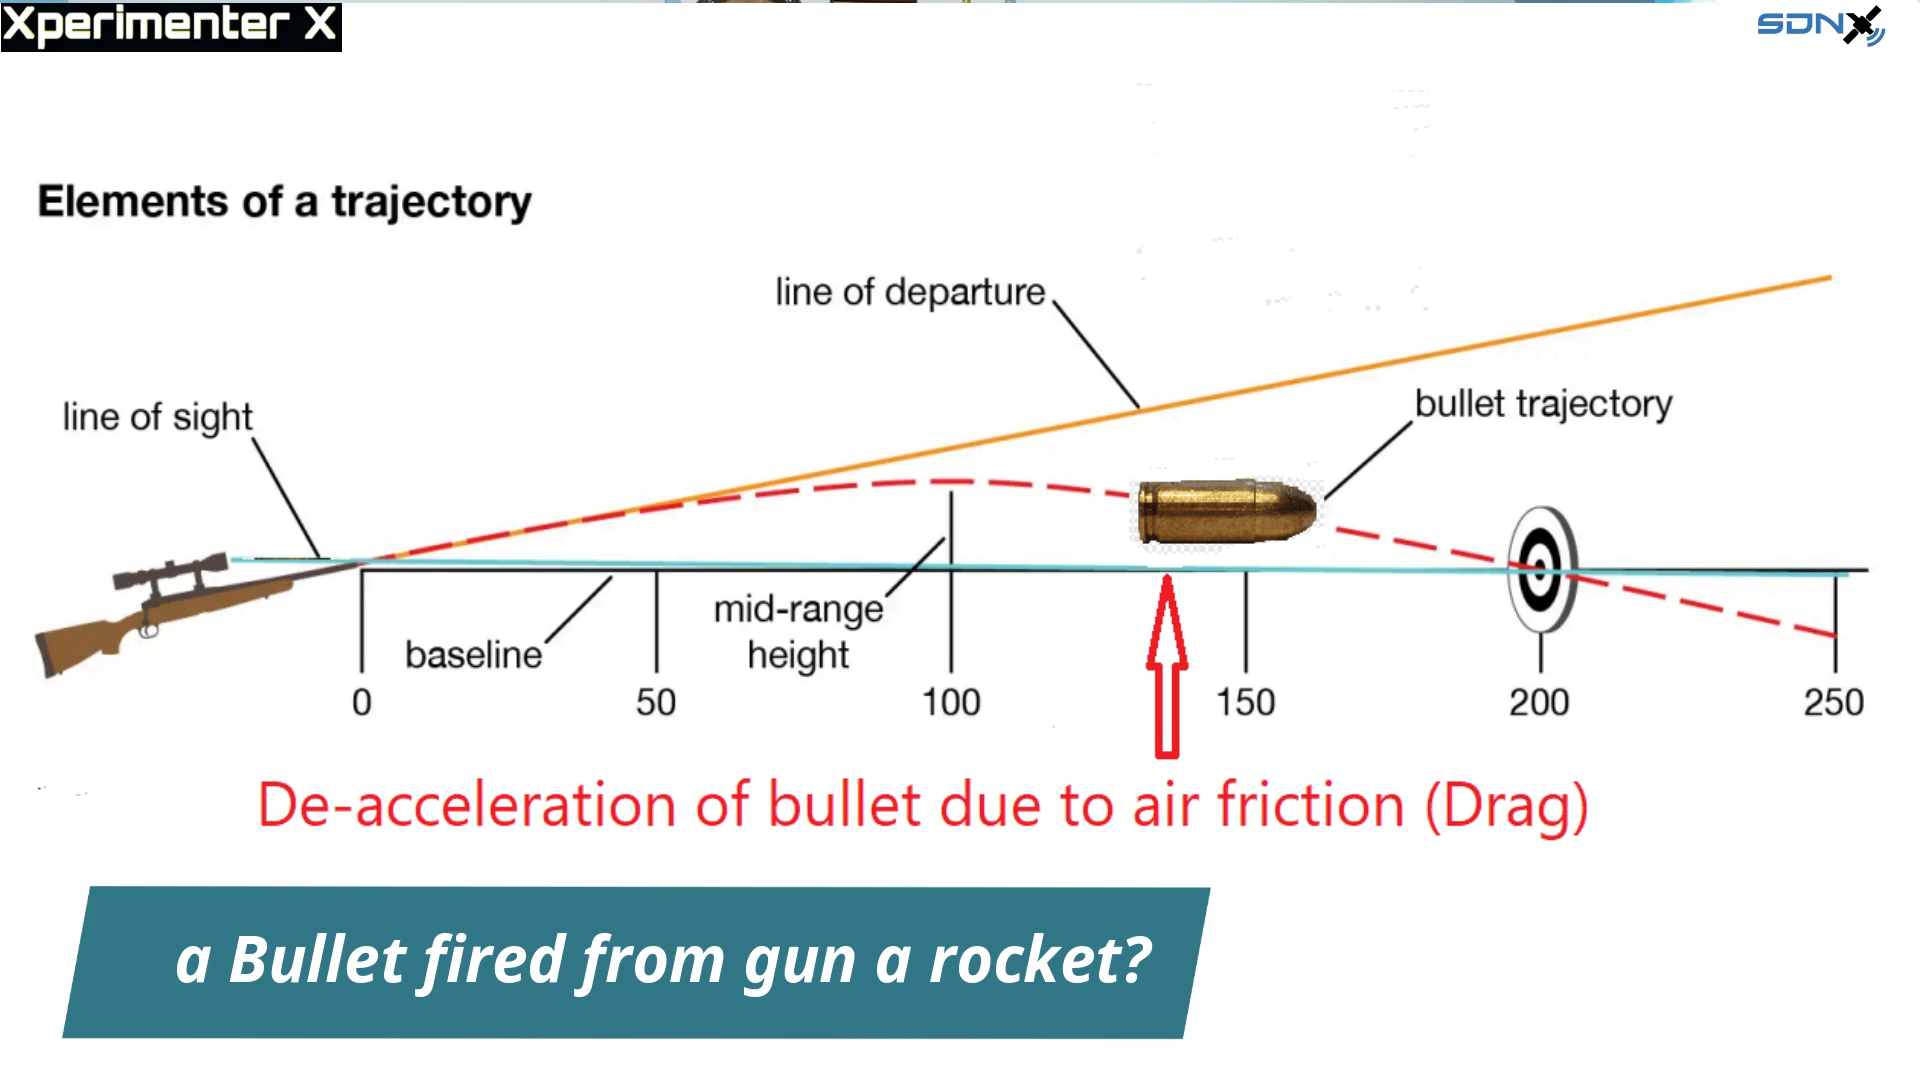 Xperimenter X
SDNX
Elements of a trajectory
line of departure
line of sight
bullet trajectory
mid-range
height
baseline
0 50 100 150 200 250
De-acceleration of bullet due to air friction (Drag)
a Bullet fired from gun a rocket?